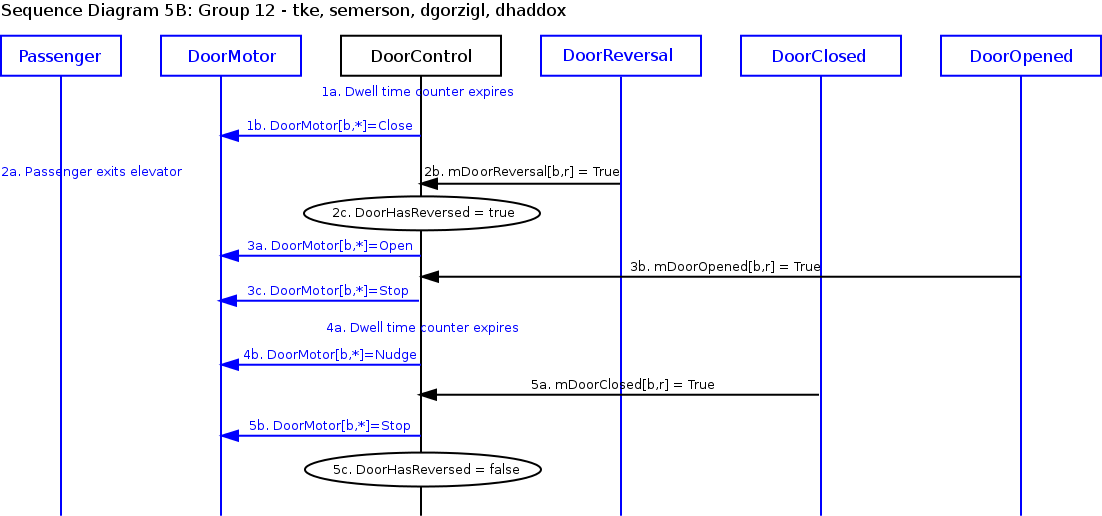 Sequence Diagram 5B: Group 12 - tke, semerson, dgorzigl, dhaddox
Passenger
DoorMotor
DoorControl
DoorReversal
DoorClosed
DoorOpened
1a. Dwell time counter expires
1b. DoorMotor[b,*]=Close
2a. Passenger exits elevator
2b. mDoorReversal[b,r] = True
2c. DoorHasReversed = true
3a. DoorMotor[b,*]=Open
3b. mDoorOpened[b,r] = True
3c. DoorMotor[b,*]=Stop
4a. Dwell time counter expires
4b. DoorMotor[b,*]=Nudge
5a. mDoorClosed[b,r] = True
5b. DoorMotor[b,*]=Stop
5c. DoorHasReversed = false